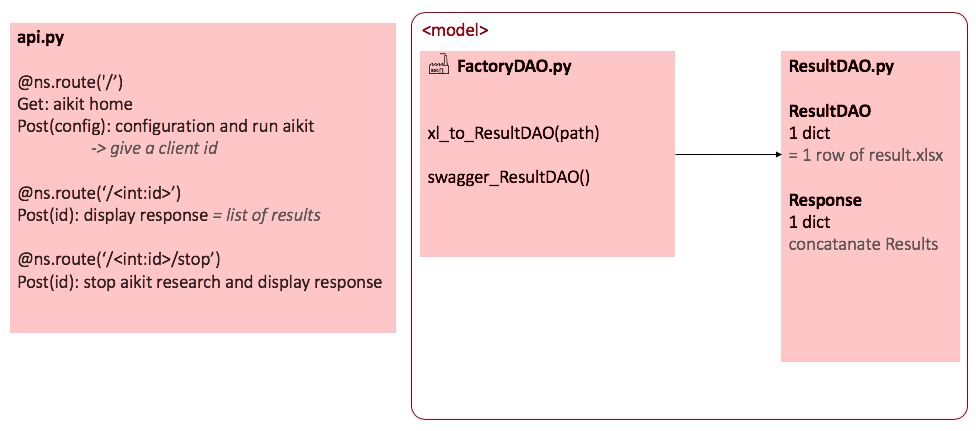 api.py
@ns.route('/’)
Get: aikit home
Post(config): configuration and run aikit
-> give a client id
@ns.route(‘/<int:id>’)
Post(id): display response = list of results
@ns.route(‘/<int:id>/stop’)
Post(id): stop aikit research and display response
<model>
FactoryDAO.py
xl_to_ResultDAO(path)
swagger_ResultDAO()
ResultDAO.py
ResultDAO
1 dict
= 1 row of result.xlsx
Response
1 dict
concatanate Results